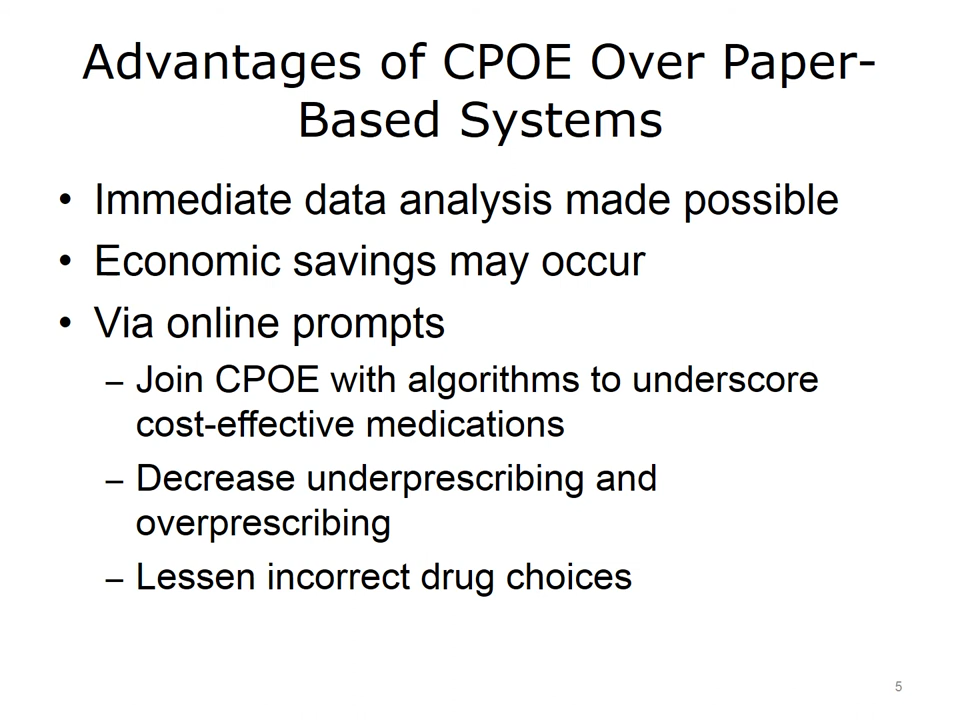 Advantages of CPOE Over Paper-
Based Systems
• Immediate data analysis made possible
• Economic savings may occur
• Via online prompts
– Join CPOE with algorithms to underscore
cost-effective medications
– Decrease underprescribing and
overprescribing
– Lessen incorrect drug choices
5